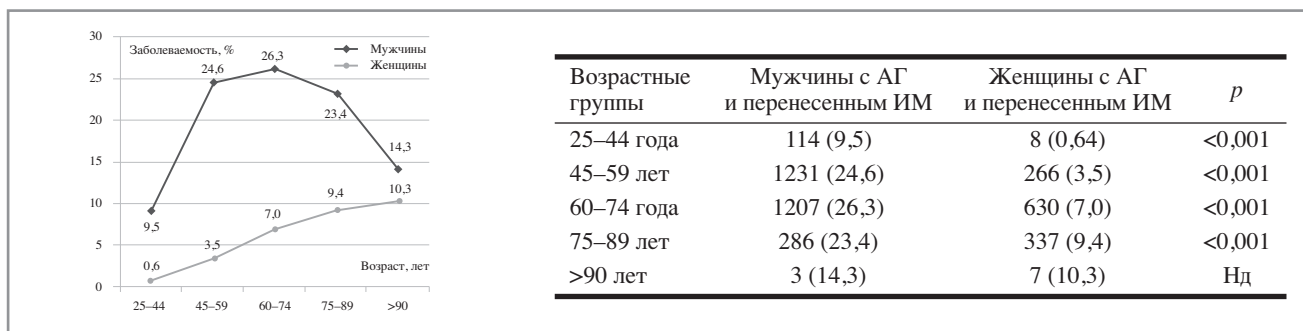 30
25
20
15
10
5
0
Заболеваемость, %
Мужчины
Женщины
9,5
24,6
26,3
23,4
14,3
0,6
3,5
7,0
9,4
10,3
Возраст, лет
25–44 45–59 60–74 75–89 >90
Возрастные группы Мужчины с АГ и перенесенным ИМ Женщины с АГ и перенесенным ИМ p
25–44 года 114 (9,5) 8 (0,64) <0,001
45–59 лет 1231 (24,6) 266 (3,5) <0,001
60–74 года 1207 (26,3) 630 (7,0) <0,001
75–89 лет 286 (23,4) 337 (9,4) <0,001
>90 лет 3 (14,3) 7 (10,3) Нд